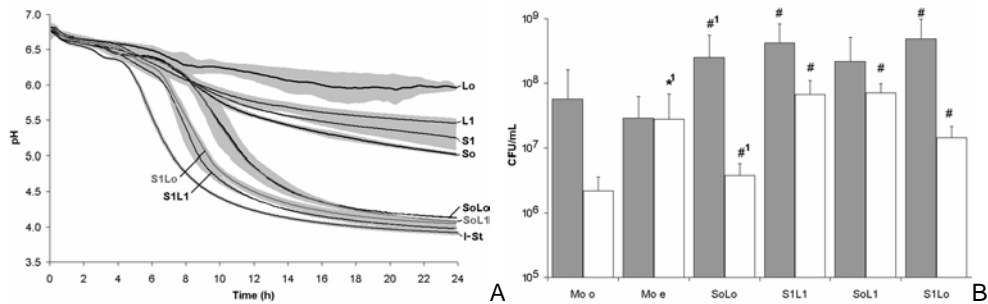 7.0
6.5
6.0
5.5
5.0
4.5
4.0
3.5
pH
0 2 4 6 8 10 12 14 16 18 20 22 24
Time (h)
Lo
L1
S1
So
S1Lo
S1L1
SoLo
SoL1
I-St
A
10⁹
10⁸
10⁷
10⁶
10⁵
CFU/mL
*¹
#¹
#¹
#
#
#
#
#
Mo o Mo e SoLo S1L1 SoL1 S1Lo
B